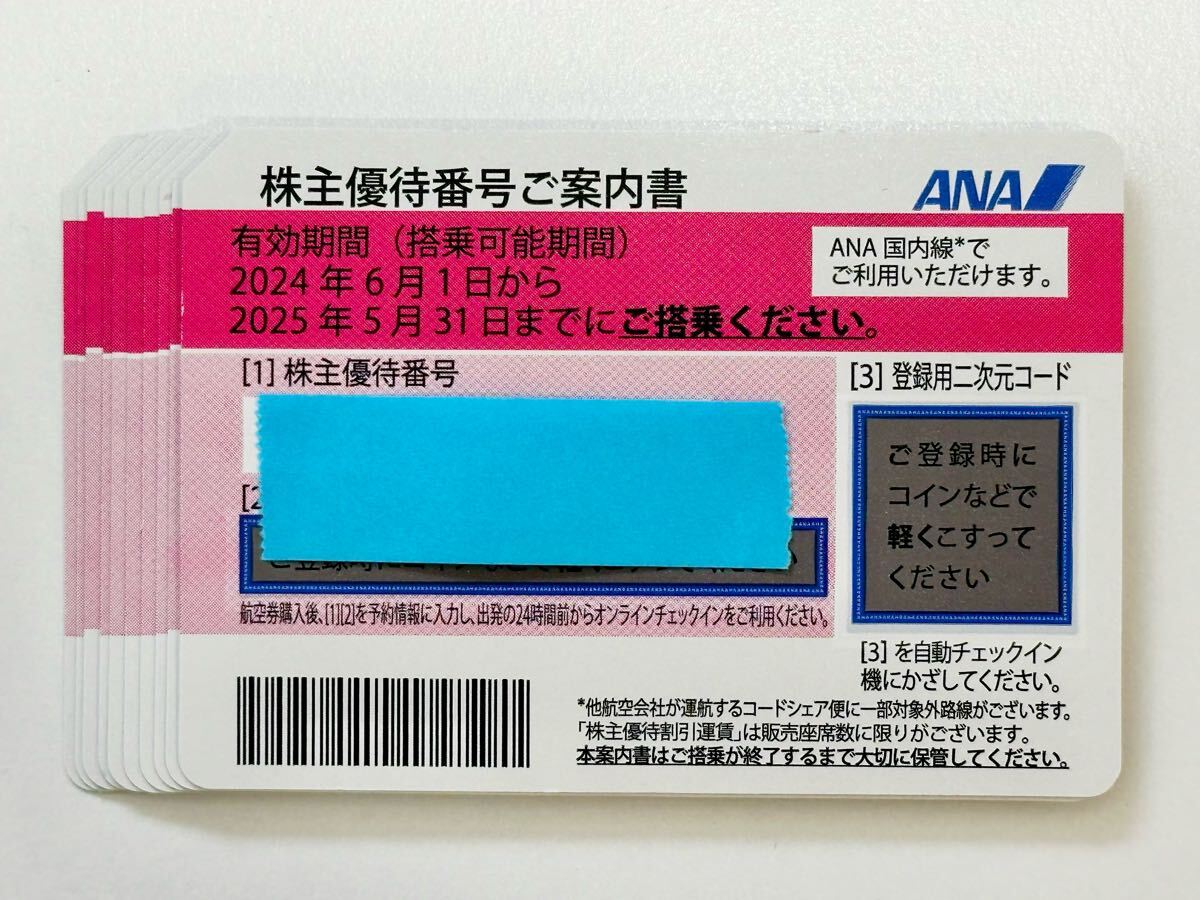 株主優待番号ご案内書
ANA
有効期間（搭乗可能期間）
2024年6月1日から
2025年5月31日までにご搭乗ください。
ANA国内線*で
ご利用いただけます。
[1] 株主優待番号
[2
[3] 登録用二次元コード
ご登録時に
コインなどで
軽くこすって
ください
航空券購入後、[1][2]を予約情報に入力し、出発の24時間前からオンラインチェックインをご利用ください。
[3] を自動チェックイン
機にかざしてください。
*他航空会社が運航するコードシェア便に一部対象外路線がございます。
「株主優待割引運賃」は販売座席数に限りがございます。
本案内書はご搭乗が終了するまで大切に保管してください。